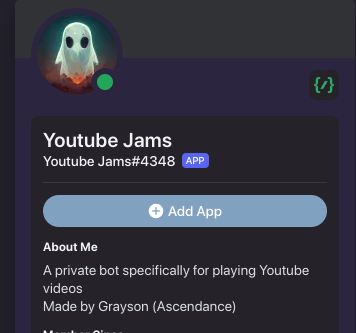 {/}
Youtube Jams
Youtube Jams#4348 APP
Add App
About Me
A private bot specifically for playing Youtube
videos
Made by Grayson (Ascendance)